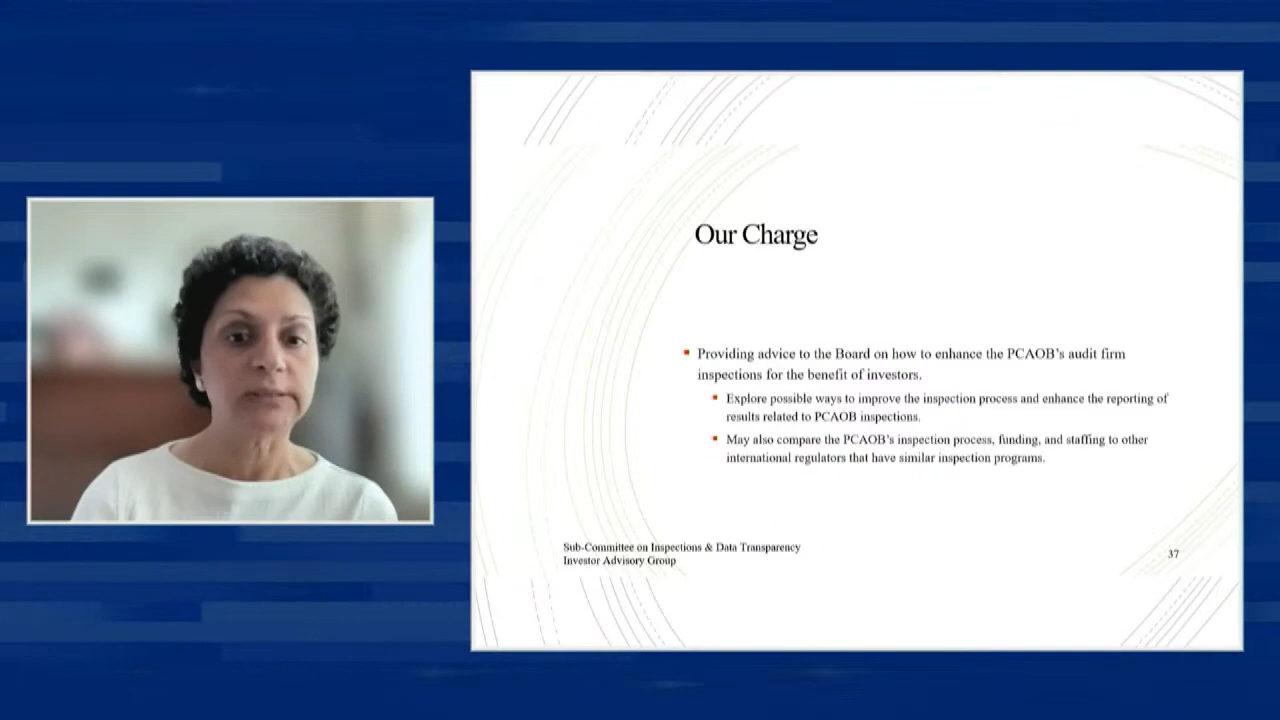 Our Charge
Providing advice to the Board on how to enhance the PCAOB's audit firm
inspections for the benefit of investors.
Explore possible ways to improve the inspection process and enhance the reporting of
results related to PCAOB inspections.
May also compare the PCAOB's inspection process, funding, and staffing to other
international regulators that have similar inspection programs.
Sub-Committee on Inspections & Data Transparency
Investor Advisory Group
37